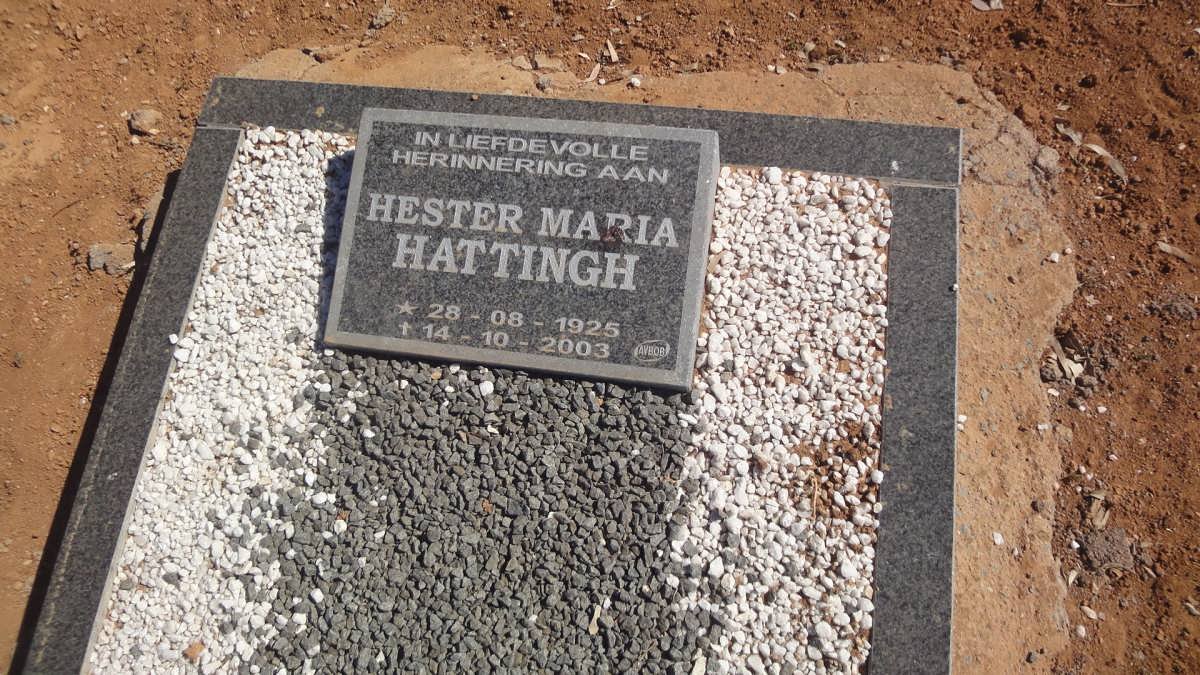 IN LIEFDEVOLLE
HERINNERING AAN
HESTER MARIA
HATTINGH
★ 28 - 08 - 1925
† 14 - 10 - 2003
AVBOB